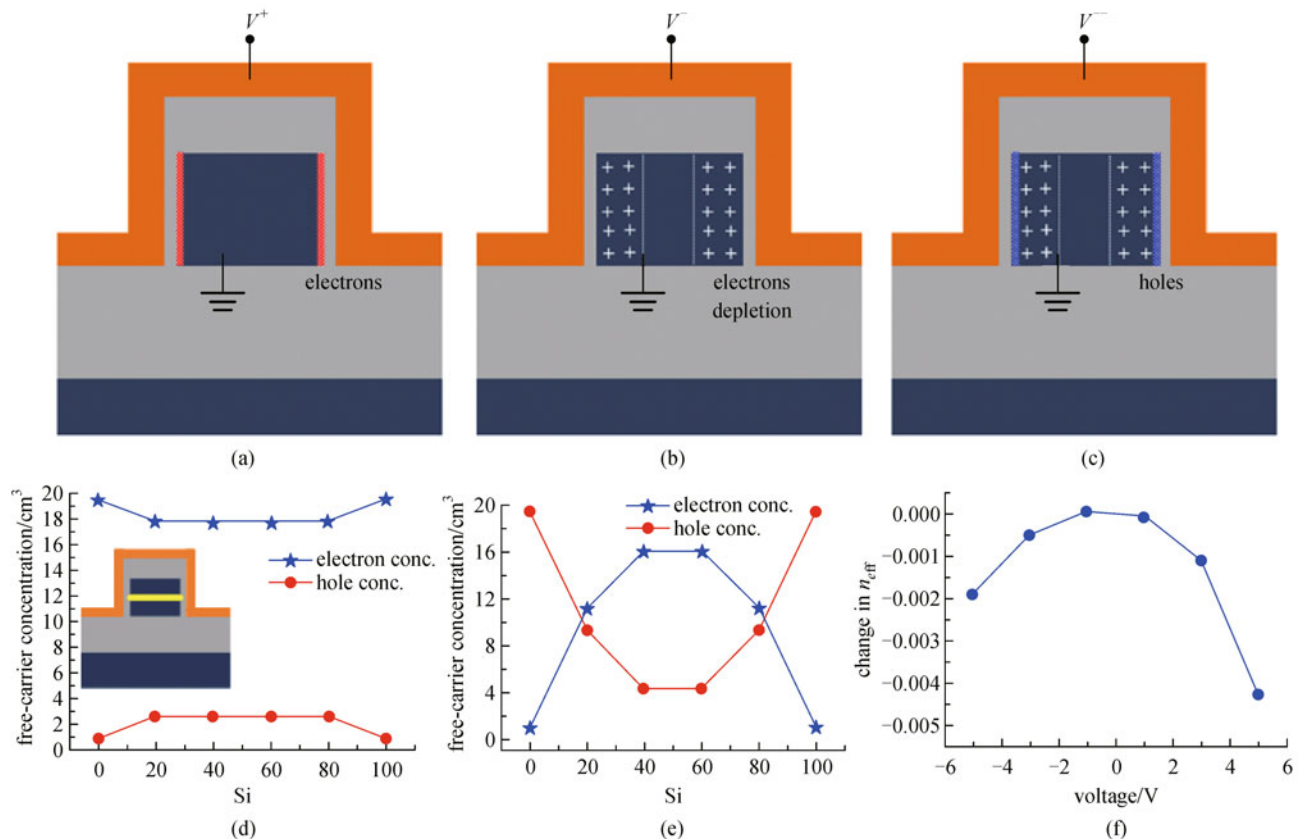 V⁺
V⁻
V⁻⁻
electrons
electrons
depletion
holes
(a)
(b)
(c)
free-carrier concentration/cm³
20
18
16
14
12
10
8
6
4
2
0
electron conc.
hole conc.
0 20 40 60 80 100
Si
(d)
free-carrier concentration/cm³
20
16
12
8
4
0
electron conc.
hole conc.
0 20 40 60 80 100
Si
(e)
change in n_eff
0.000
−0.001
−0.002
−0.003
−0.004
−0.005
−6 −4 −2 0 2 4 6
voltage/V
(f)